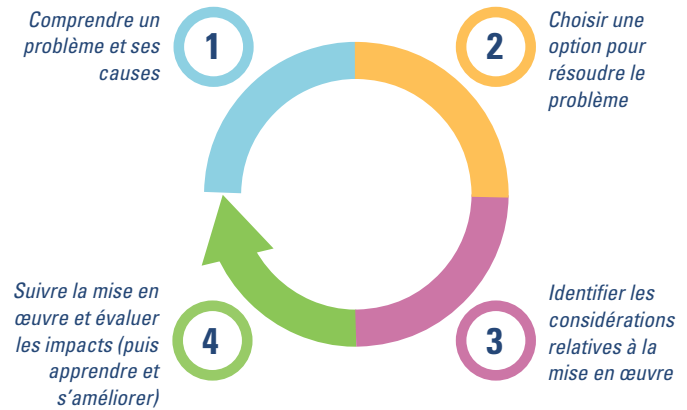 1
Comprendre un
problème et ses
causes
2
Choisir une
option pour
résoudre le
problème
3
Identifier les
considérations
relatives à la
mise en œuvre
4
Suivre la mise en
œuvre et évaluer
les impacts (puis
apprendre et
s’améliorer)